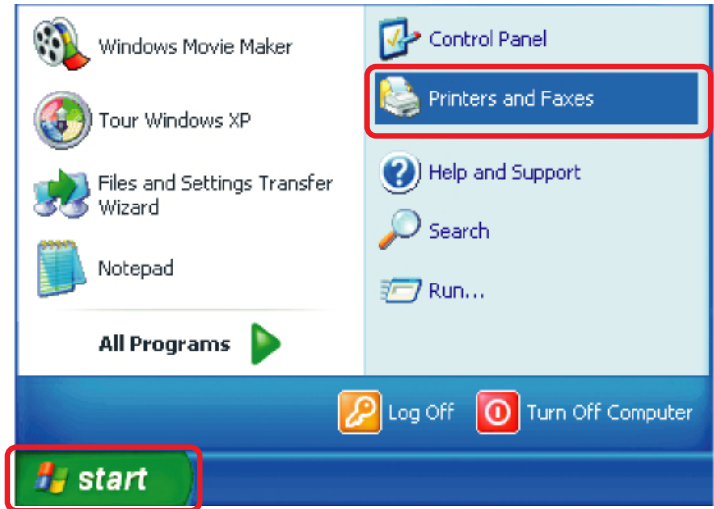 Windows Movie Maker
Tour Windows XP
Files and Settings Transfer
Wizard
Notepad
All Programs
Control Panel
Printers and Faxes
Help and Support
Search
Run...
Log Off
Turn Off Computer
start